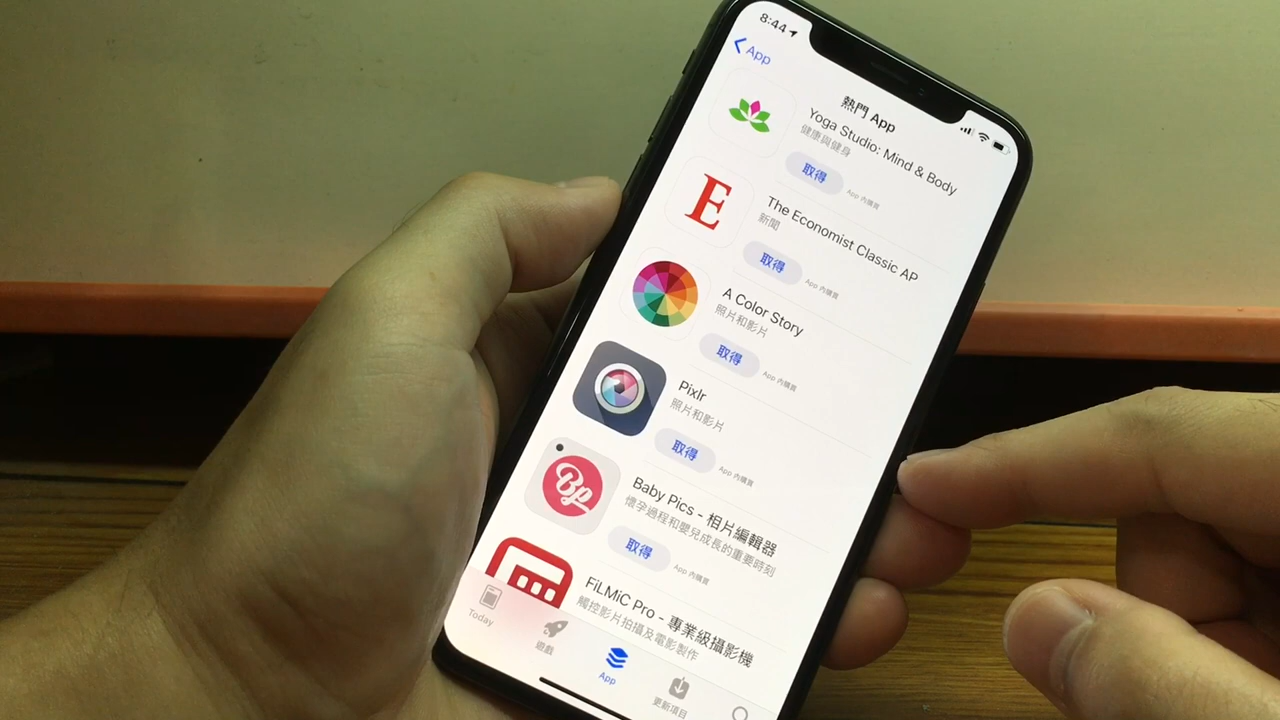 8:44
App
熱門 App
Yoga Studio: Mind & Body
健康與健身
取得
App 內購買
E
The Economist Classic AP
新聞
取得
App 內購買
A Color Story
照片和影片
取得
App 內購買
Pixlr
照片和影片
取得
App 內購買
Bp
Baby Pics - 相片編輯器
懷孕過程和嬰兒成長的重要時刻
取得
App 內購買
FiLMiC Pro - 專業級攝影機
觸控影片拍攝及電影製作
Today
遊戲
App
更新項目